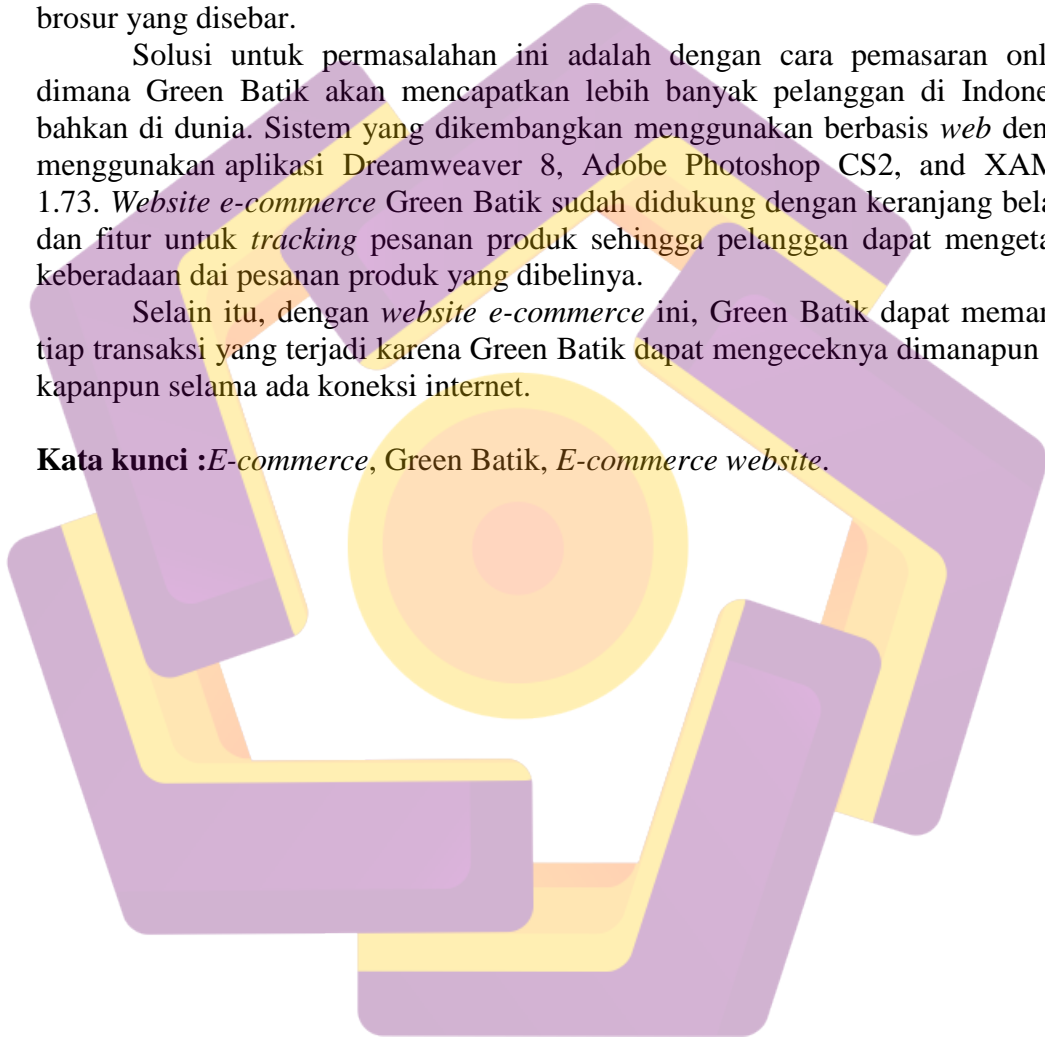 brosur yang disebar.
Solusi untuk permasalahan ini adalah dengan cara pemasaran onl
dimana Green Batik akan mencapatkan lebih banyak pelanggan di Indone
bahkan di dunia. Sistem yang dikembangkan menggunakan berbasis web den
menggunakan aplikasi Dreamweaver 8, Adobe Photoshop CS2, and XAM
1.73. Website e-commerce Green Batik sudah didukung dengan keranjang bela
dan fitur untuk tracking pesanan produk sehingga pelanggan dapat mengeta
keberadaan dai pesanan produk yang dibelinya.
Selain itu, dengan website e-commerce ini, Green Batik dapat meman
tiap transaksi yang terjadi karena Green Batik dapat mengeceknya dimanapun
kapanpun selama ada koneksi internet.
Kata kunci :E-commerce, Green Batik, E-commerce website.